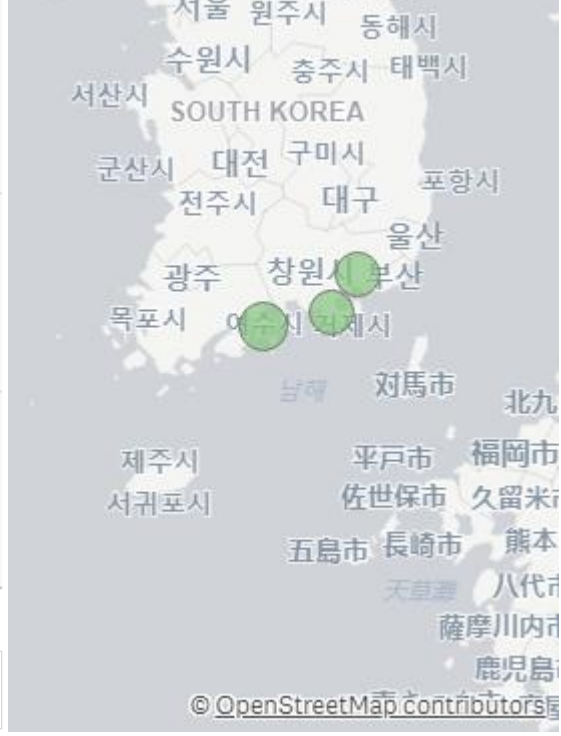 서울 원주시
동해시
수원시
충주시 태백시
서산시
SOUTH KOREA
구미시
군산시 대전
포항시
전주시 대구
울산
광주 창원시 부산
목포시 여수시 거제시
남해
対馬市
北九
제주시
平戸市 福岡市
서귀포시
佐世保市 久留米市
五島市 長崎市 熊本
天草灘 八代市
薩摩川内市
鹿児島
© OpenStreetMap contributors